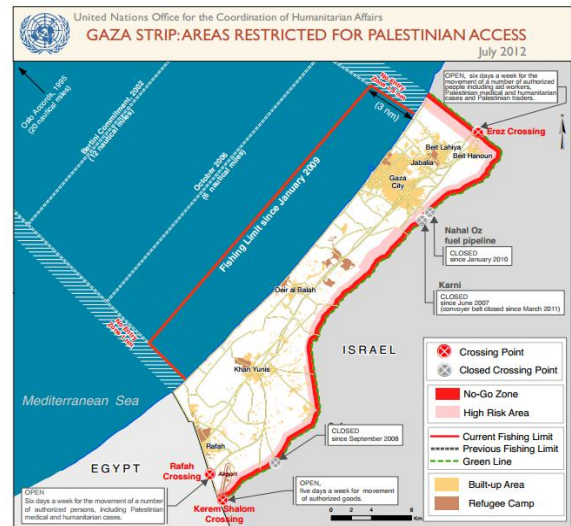 United Nations Office for the Coordination of Humanitarian Affairs
GAZA STRIP: AREAS RESTRICTED FOR PALESTINIAN ACCESS
July 2012
Oslo Accords, 1995
(20 nautical miles)
Bertini Commitment, 2002
(12 nautical miles)
October 2006
(6 nautical miles)
Fishing Limit since January 2009
(3 nm)
OPEN, six days a week for the
movement of a number of authorized
people including aid workers,
Palestinian medical and humanitarian
cases and Palestinian traders.
Erez Crossing
Beit Lahiya
Beit Hanoun
Jabalia
Gaza
City
Nahal Oz
fuel pipeline
CLOSED
since January 2010
Karni
CLOSED
since June 2007
(convoyer belt closed since March 2011)
Deir al Balah
ISRAEL
Khan Yunis
Mediterranean Sea
CLOSED
since September 2008
Rafah
EGYPT
Rafah
Crossing
Airport
OPEN
Six days a week for the movement of a number
of authorized persons, including Palestinian
medical and humanitarian cases.
OPEN,
five days a week for movement
of authorized goods.
Kerem Shalom
Crossing
Crossing Point
Closed Crossing Point
No-Go Zone
High Risk Area
Current Fishing Limit
Previous Fishing Limit
Green Line
Built-up Area
Refugee Camp
0 2 4 8
Km